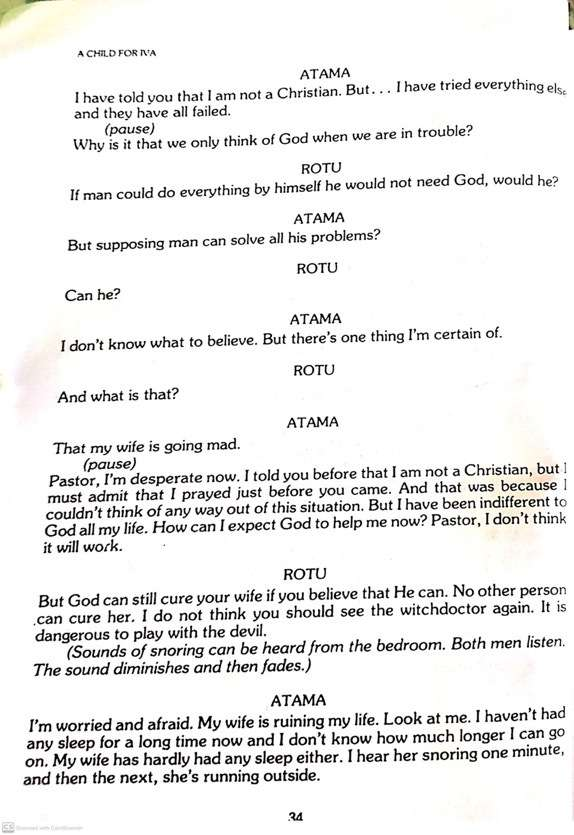 A CHILD FOR IVA
ATAMA
I have told you that I am not a Christian. But... I have tried everything else
and they have all failed.
(pause)
Why is it that we only think of God when we are in trouble?
ROTU
If man could do everything by himself he would not need God, would he?
ATAMA
But supposing man can solve all his problems?
ROTU
Can he?
ATAMA
I don't know what to believe. But there's one thing I'm certain of.
ROTU
And what is that?
ATAMA
That my wife is going mad.
(pause)
Pastor, I'm desperate now. I told you before that I am not a Christian, but I
must admit that I prayed just before you came. And that was because I
couldn't think of any way out of this situation. But I have been indifferent to
God all my life. How can I expect God to help me now? Pastor, I don't think
it will work.
ROTU
But God can still cure your wife if you believe that He can. No other person
can cure her. I do not think you should see the witchdoctor again. It is
dangerous to play with the devil.
(Sounds of snoring can be heard from the bedroom. Both men listen.
The sound diminishes and then fades.)
ATAMA
I'm worried and afraid. My wife is ruining my life. Look at me. I haven't had
any sleep for a long time now and I don't know how much longer I can go
on. My wife has hardly had any sleep either. I hear her snoring one minute,
and then the next, she's running outside.
34
CS Scanned with CamScanner